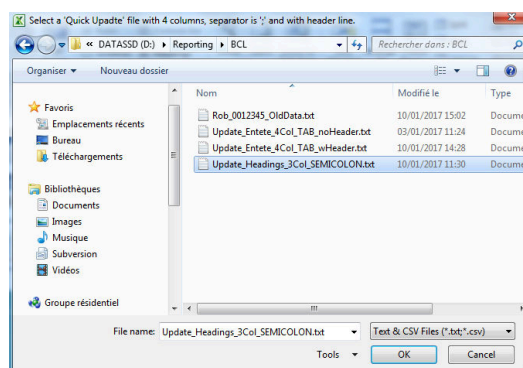 Select a 'Quick Upadte' file with 4 columns, separator is ';' and with header line.
« DATASSD (D:) ▸ Reporting ▸ BCL
Rechercher dans : BCL
Organiser Nouveau dossier
Nom Modifié le Type
Favoris
Emplacements récents
Bureau
Téléchargements
Bibliothèques
Documents
Images
Musique
Subversion
Vidéos
Groupe résidentiel
Rob_0012345_OldData.txt 10/01/2017 15:02 Docume
Update_Entete_4Col_TAB_noHeader.txt 03/01/2017 11:24 Docume
Update_Entete_4Col_TAB_wHeader.txt 10/01/2017 14:28 Docume
Update_Headings_3Col_SEMICOLON.txt 10/01/2017 11:30 Docume
File name: Update_Headings_3Col_SEMICOLON.txt Text & CSV Files (*.txt;*.csv)
Tools OK Cancel